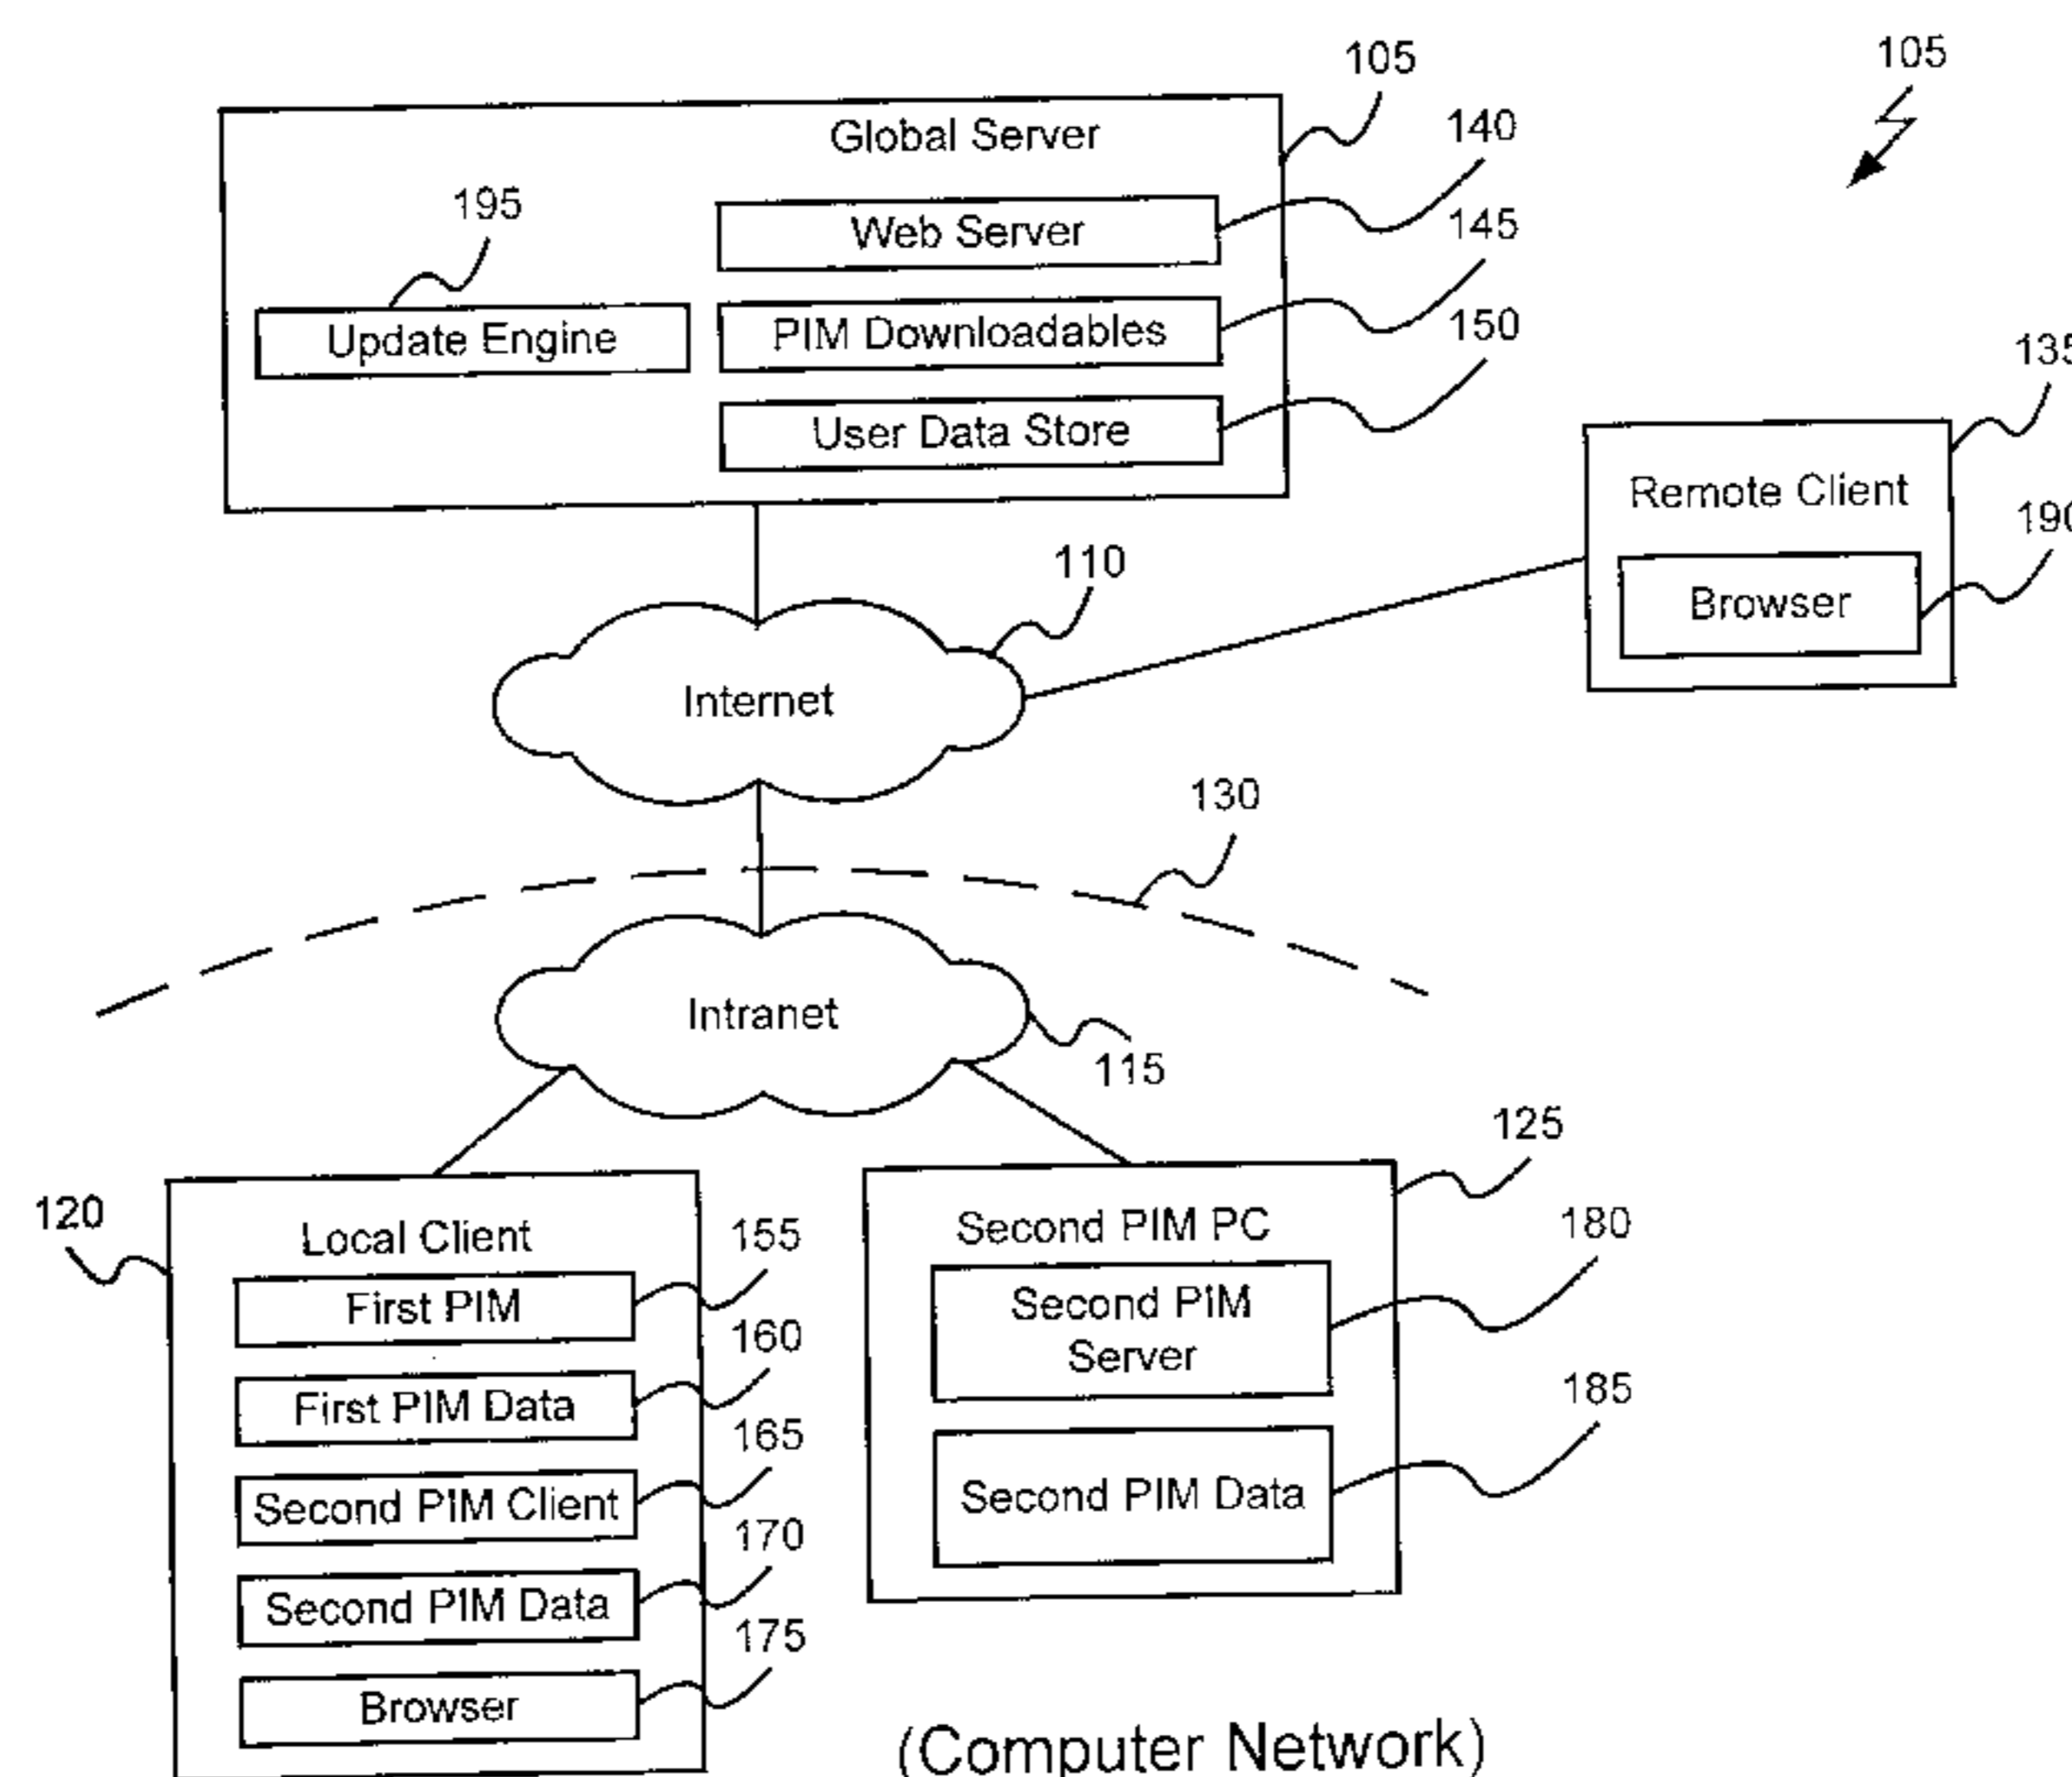 105
105
Global Server
140
195
Web Server
145
Update Engine
PIM Downloadables
150
User Data Store
135
Remote Client
190
Browser
110
Internet
130
Intranet
115
125
120
Local Client
155
First PIM
160
First PIM Data
165
Second PIM Client
170
Second PIM Data
175
Browser
Second PIM PC
180
Second PIM
Server
185
Second PIM Data
(Computer Network)